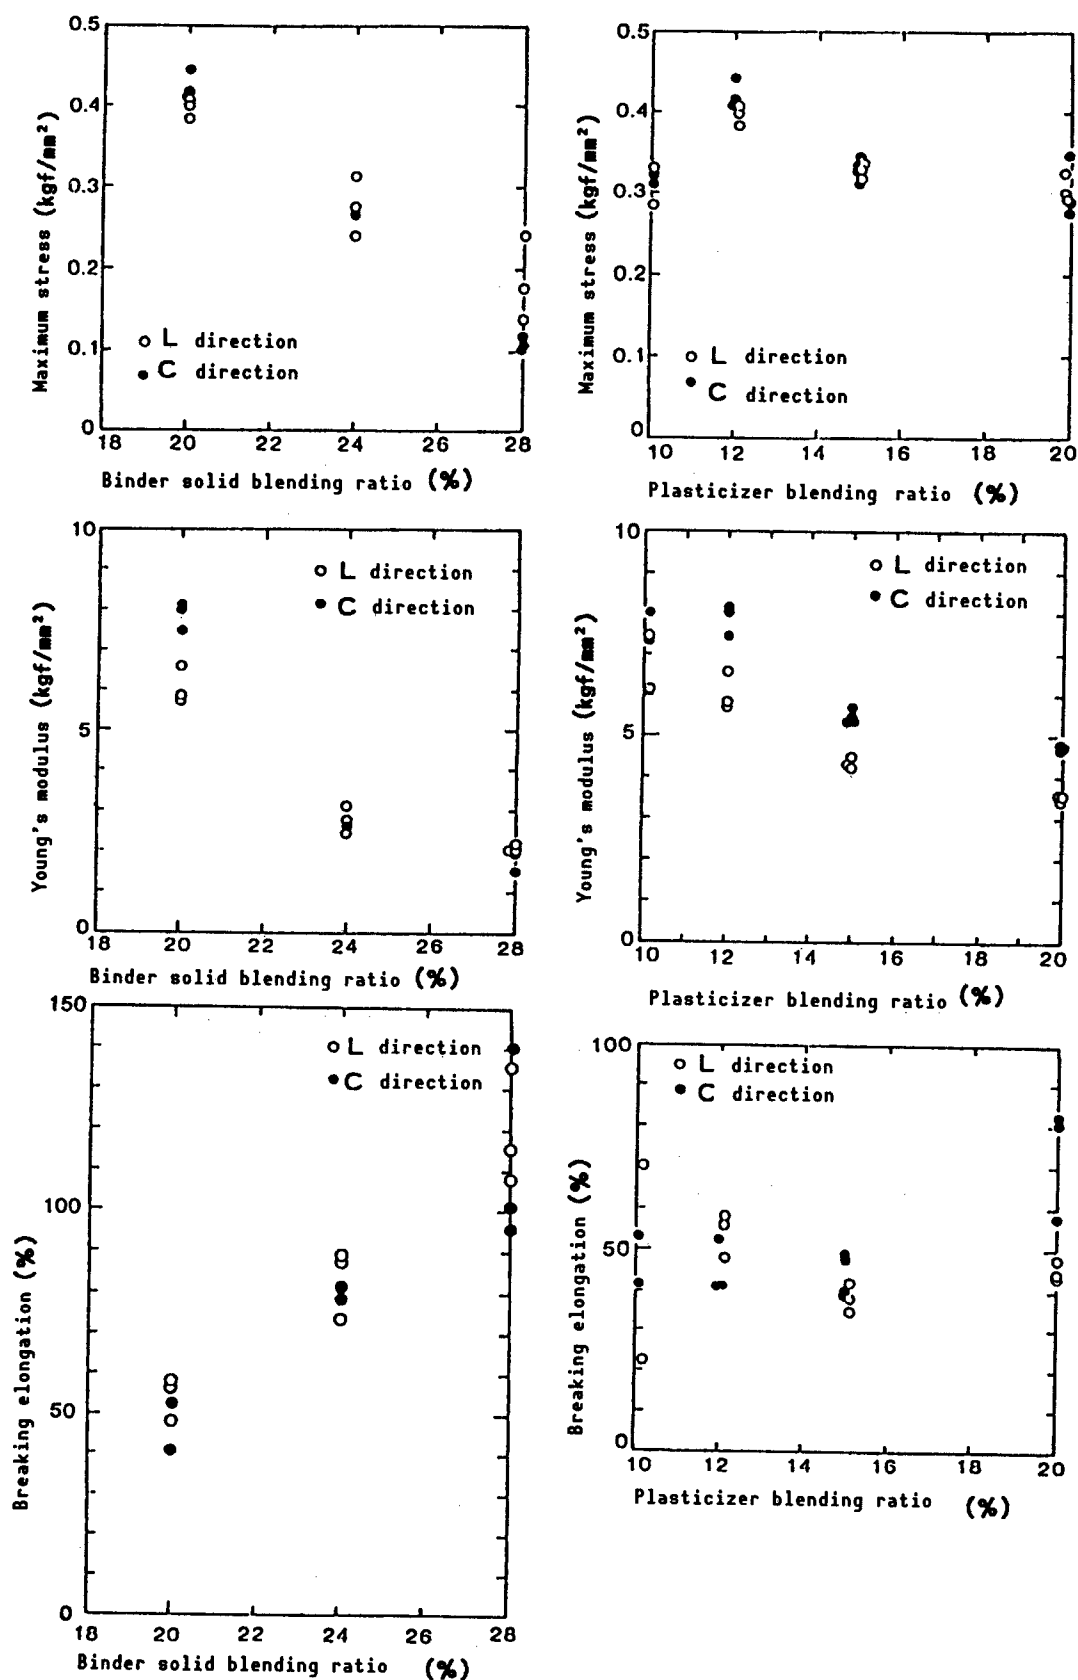 0.5
0.4
0.3
0.2
0.1
0
Maximum stress (kgf/mm²)
○ L direction
● C direction
18 20 22 24 26 28
Binder solid blending ratio (%)
0.5
0.4
0.3
0.2
0.1
0
Maximum stress (kgf/mm²)
○ L direction
● C direction
10 12 14 16 18 20
Plasticizer blending ratio (%)
10
5
0
Young's modulus (kgf/mm²)
○ L direction
● C direction
18 20 22 24 26 28
Binder solid blending ratio (%)
10
5
0
Young's modulus (kgf/mm²)
○ L direction
● C direction
10 12 14 16 18 20
Plasticizer blending ratio (%)
150
100
50
0
Breaking elongation (%)
○ L direction
● C direction
18 20 22 24 26 28
Binder solid blending ratio (%)
100
50
0
Breaking elongation (%)
○ L direction
● C direction
10 12 14 16 18 20
Plasticizer blending ratio (%)